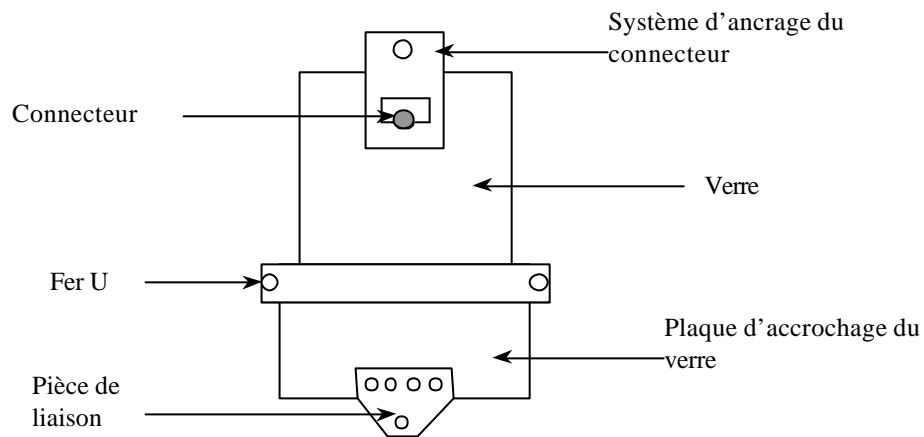 Système d'ancrage du
connecteur
Connecteur
Verre
Fer U
Plaque d'accrochage du
verre
Pièce de
liaison